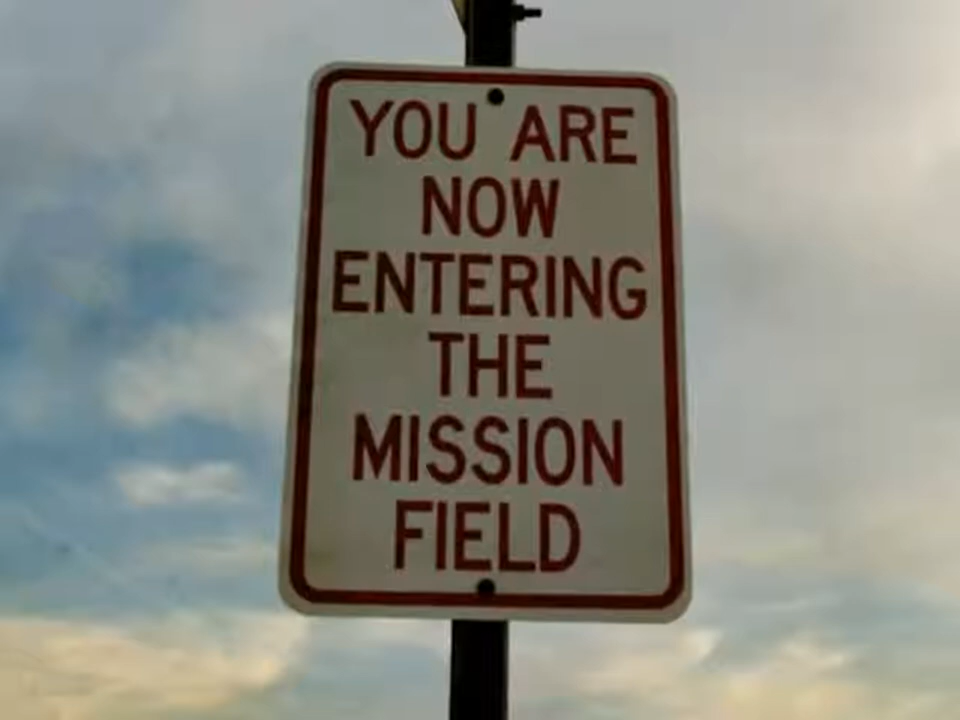 YOU ARE
NOW
ENTERING
THE
MISSION
FIELD